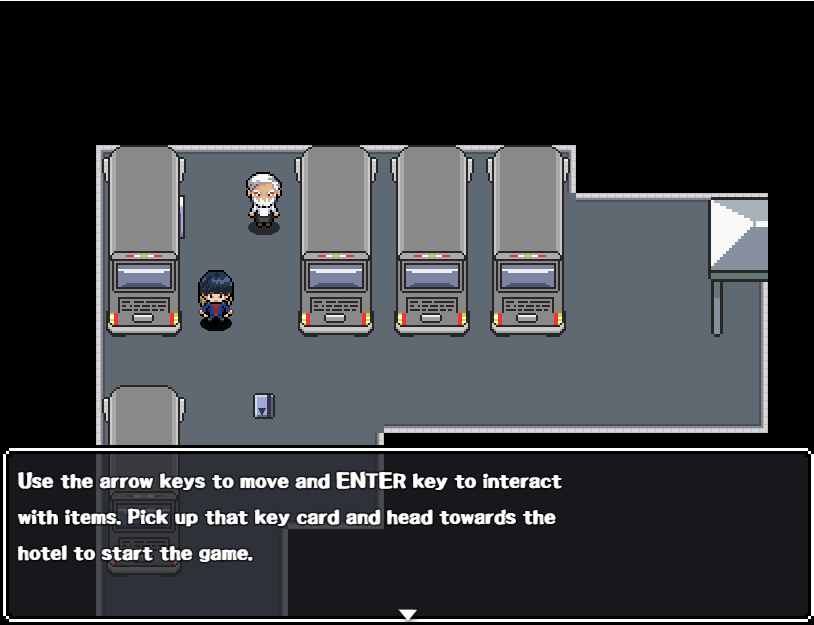 Use the arrow keys to move and ENTER key to interact
with items. Pick up that key card and head towards the
hotel to start the game.